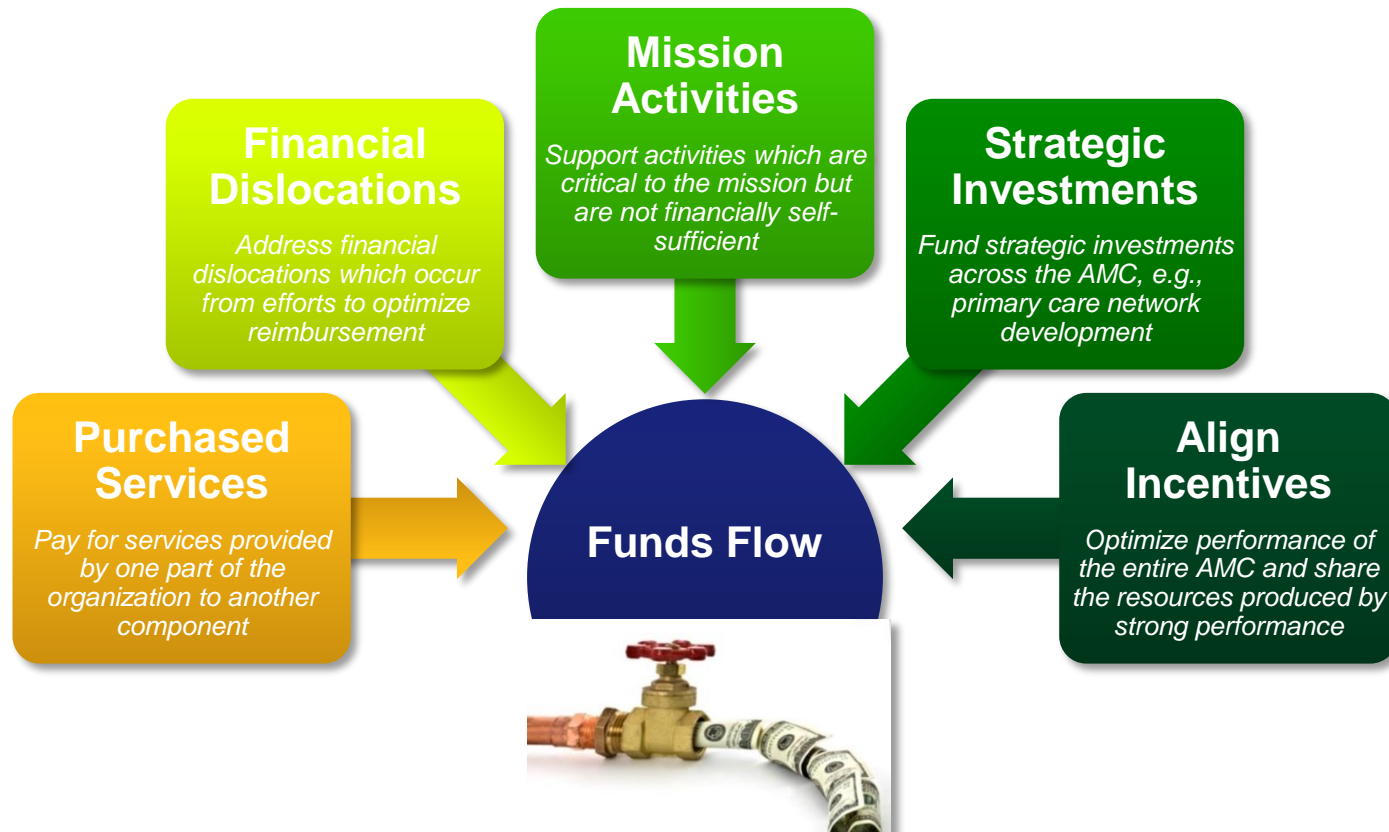 Mission
Activities
Support activities which are
critical to the mission but
are not financially self-
sufficient
Financial
Dislocations
Address financial
dislocations which occur
from efforts to optimize
reimbursement
Strategic
Investments
Fund strategic investments
across the AMC, e.g.,
primary care network
development
Purchased
Services
Pay for services provided
by one part of the
organization to another
component
Funds Flow
Align
Incentives
Optimize performance of
the entire AMC and share
the resources produced by
strong performance